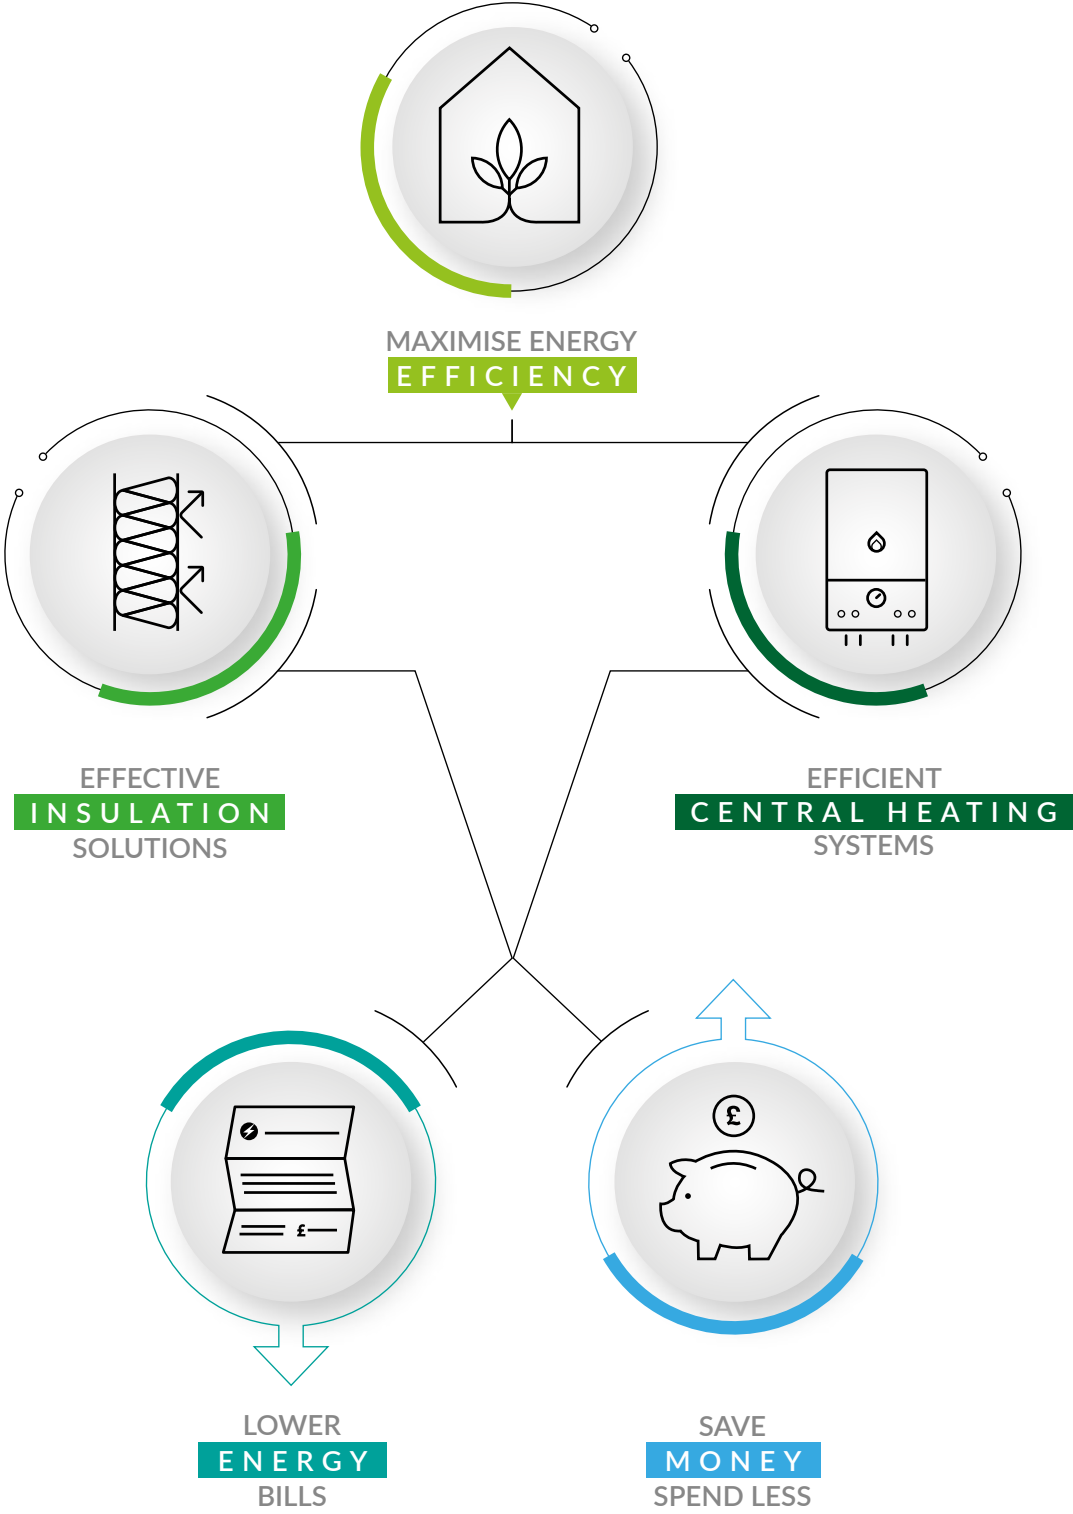 MAXIMISE ENERGY
EFFICIENCY
EFFECTIVE
INSULATION
SOLUTIONS
EFFICIENT
CENTRAL HEATING
SYSTEMS
£
£
LOWER
ENERGY
BILLS
SAVE
MONEY
SPEND LESS